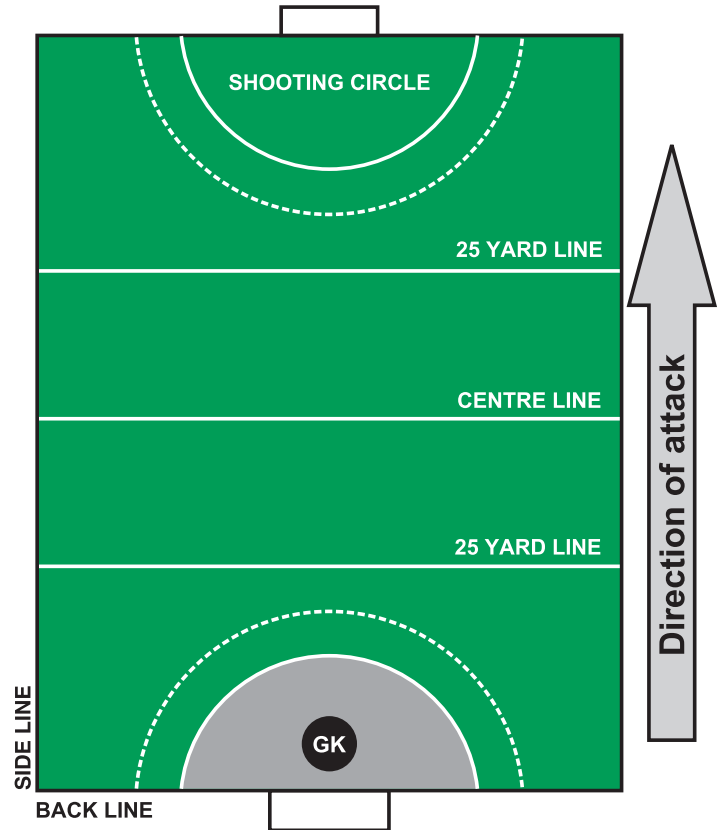 SHOOTING CIRCLE
25 YARD LINE
CENTRE LINE
Direction of attack
25 YARD LINE
SIDE LINE
GK
BACK LINE